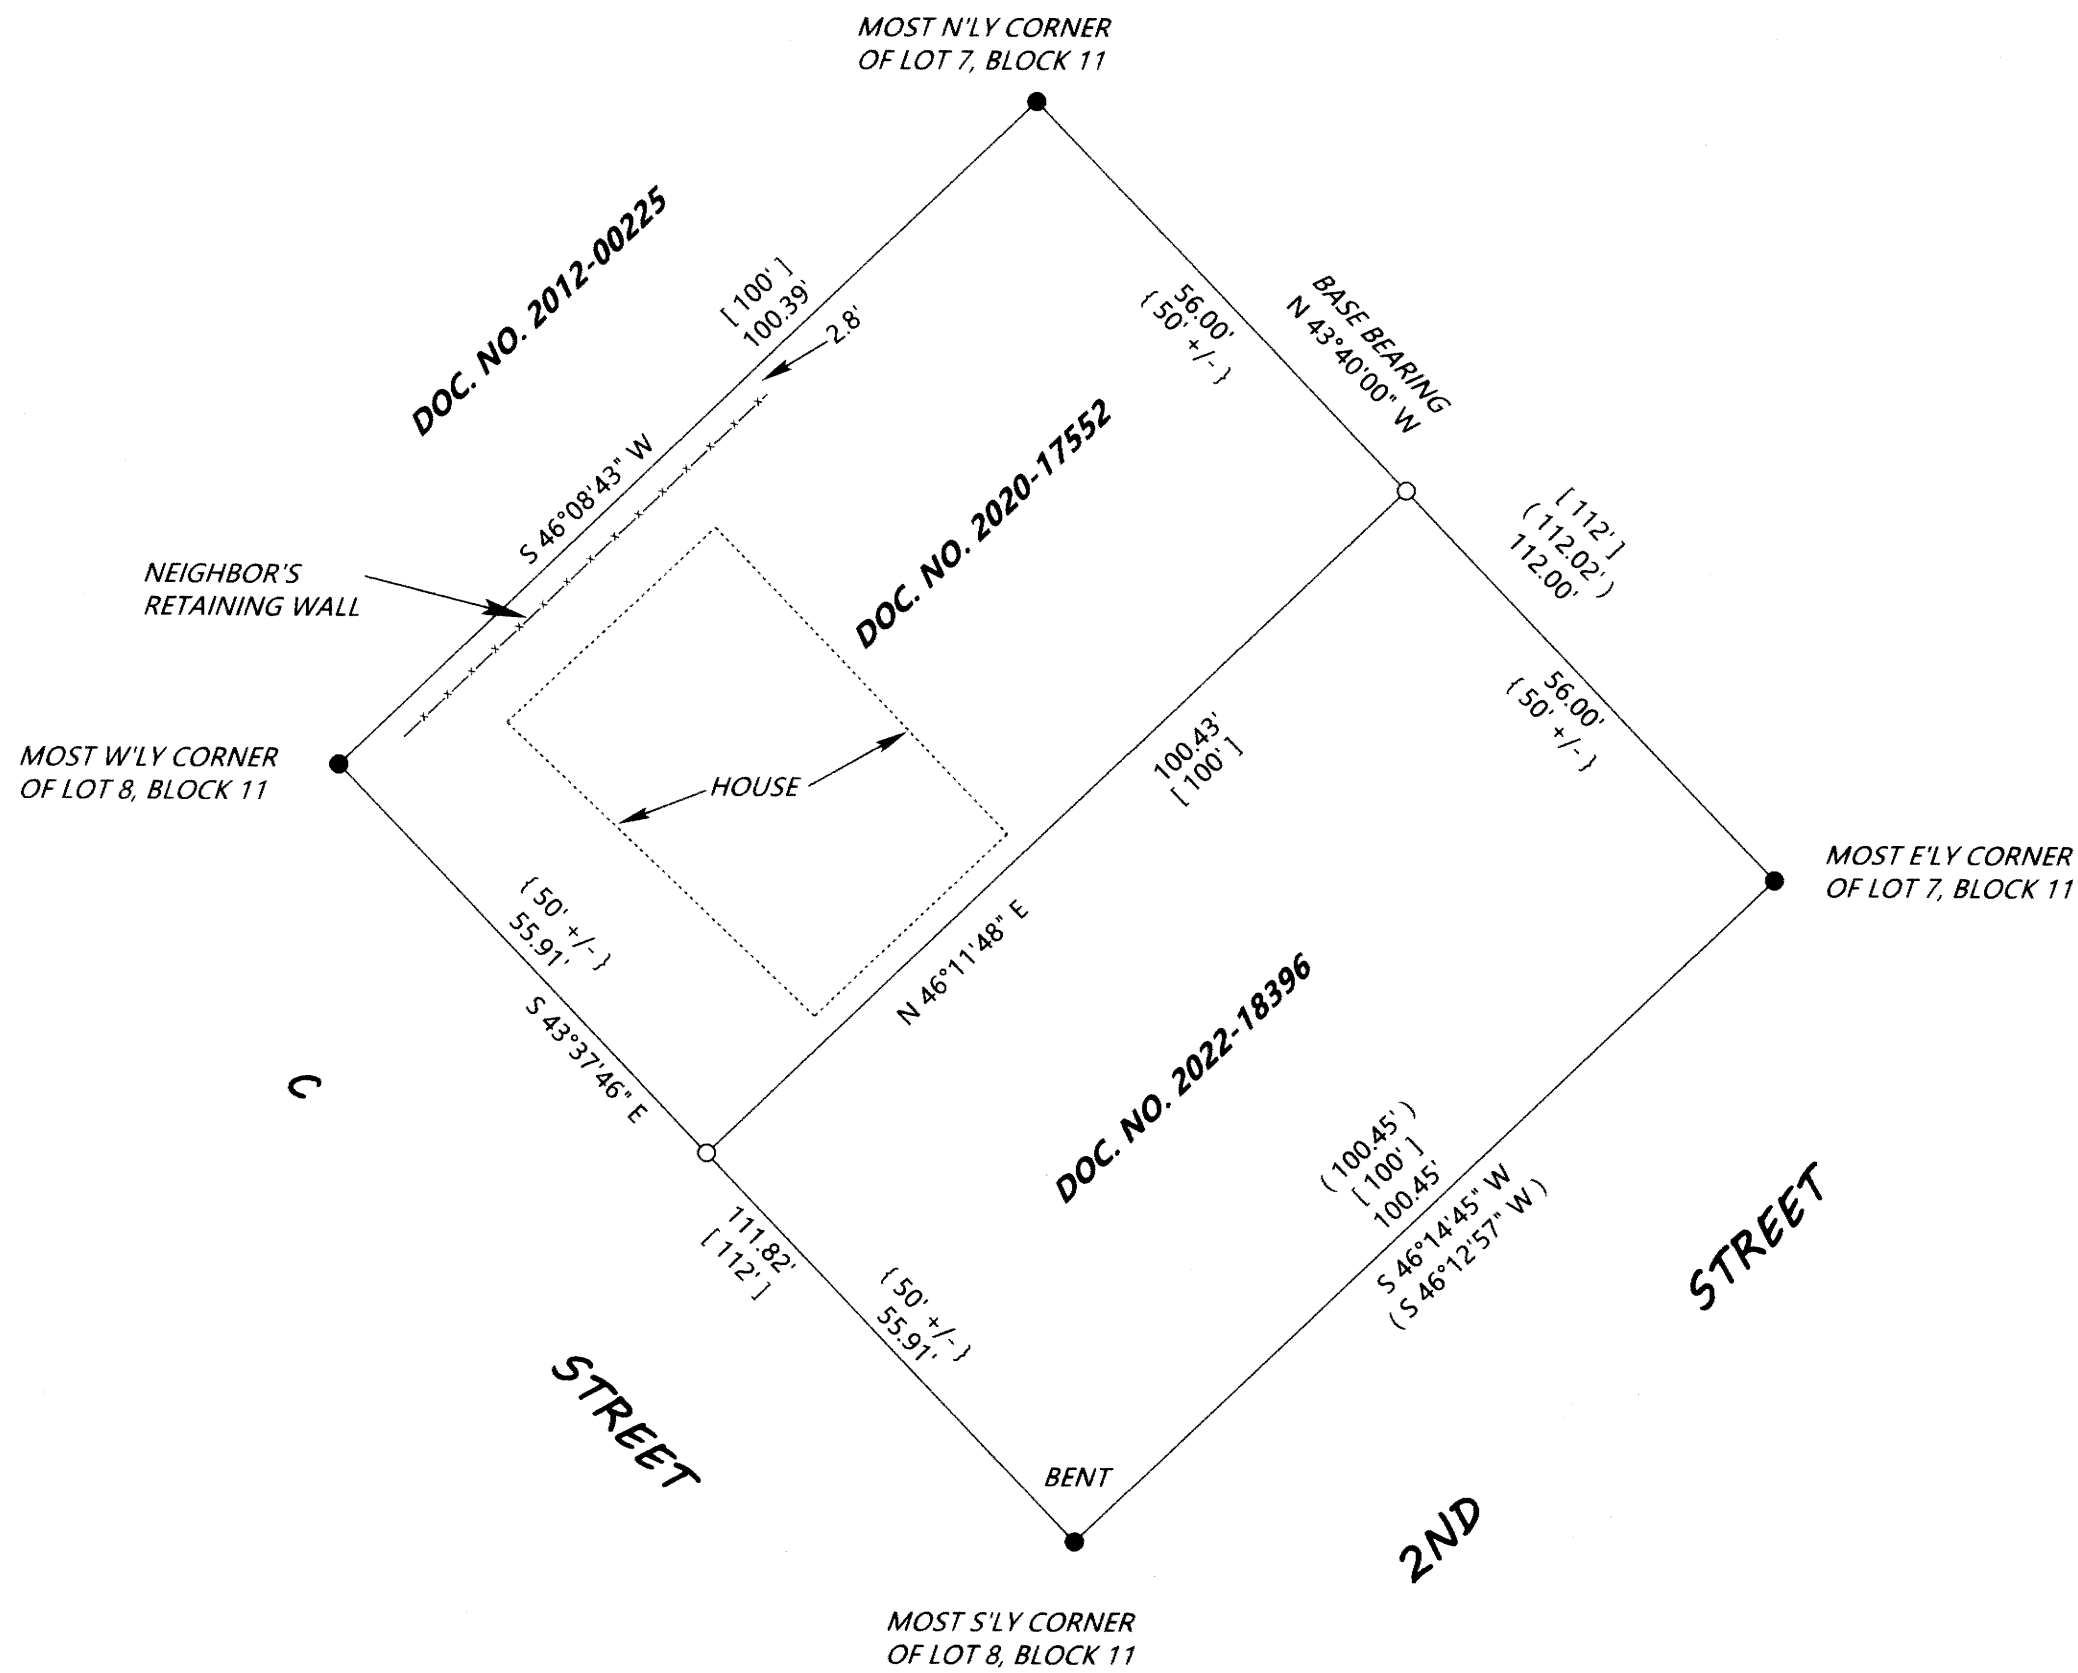 MOST N'LY CORNER
OF LOT 7, BLOCK 11
DOC. NO. 2012-00225
[ 100' ]
100.39'
2.8'
S 46°08'43" W
56.00'
{ 50' +/- }
BASE BEARING
N 43°40'00" W
DOC. NO. 2020-17552
[ 112' ]
( 112.02' )
112.00'
NEIGHBOR'S
RETAINING WALL
MOST W'LY CORNER
OF LOT 8, BLOCK 11
HOUSE
100.43'
[ 100' ]
56.00'
{ 50' +/- }
MOST E'LY CORNER
OF LOT 7, BLOCK 11
{ 50' +/- }
55.91'
S 43°37'46" E
N 46°11'48" E
DOC. NO. 2022-18396
C
STREET
111.82'
[ 112' ]
{ 50' +/- }
55.91'
( 100.45' )
[ 100' ]
100.45'
S 46°14'45" W
( S 46°12'57" W )
2ND
STREET
BENT
MOST S'LY CORNER
OF LOT 8, BLOCK 11